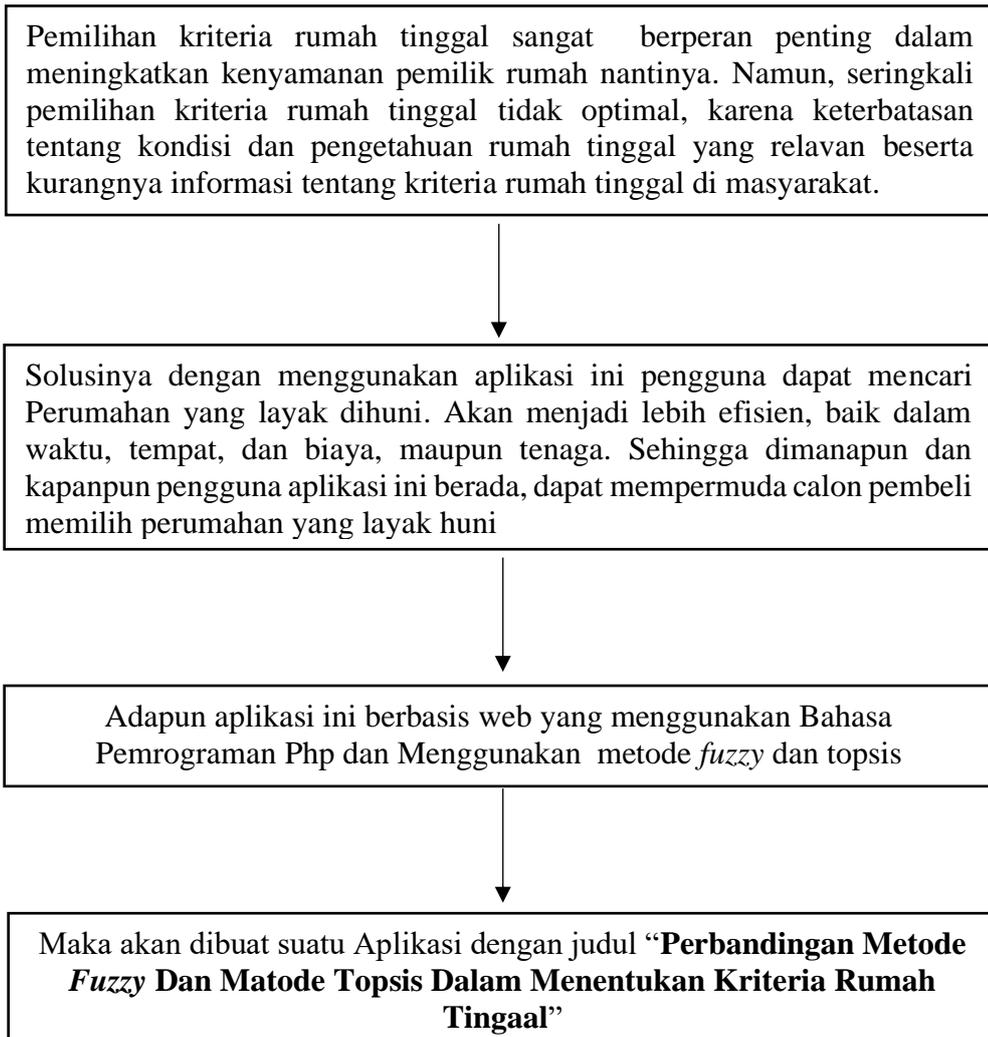 Pemilihan kriteria rumah tinggal sangat berperan penting dalam
meningkatkan kenyamanan pemilik rumah nantinya. Namun, seringkali
pemilihan kriteria rumah tinggal tidak optimal, karena keterbatasan
tentang kondisi dan pengetahuan rumah tinggal yang relavan beserta
kurangnya informasi tentang kriteria rumah tinggal di masyarakat.
Solusinya dengan menggunakan aplikasi ini pengguna dapat mencari
Perumahan yang layak dihuni. Akan menjadi lebih efisien, baik dalam
waktu, tempat, dan biaya, maupun tenaga. Sehingga dimanapun dan
kapanpun pengguna aplikasi ini berada, dapat mempermuda calon pembeli
memilih perumahan yang layak huni
Adapun aplikasi ini berbasis web yang menggunakan Bahasa
Pemrograman Php dan Menggunakan metode fuzzy dan topsis
Maka akan dibuat suatu Aplikasi dengan judul “Perbandingan Metode
Fuzzy Dan Matode Topsis Dalam Menentukan Kriteria Rumah
Tingaal”